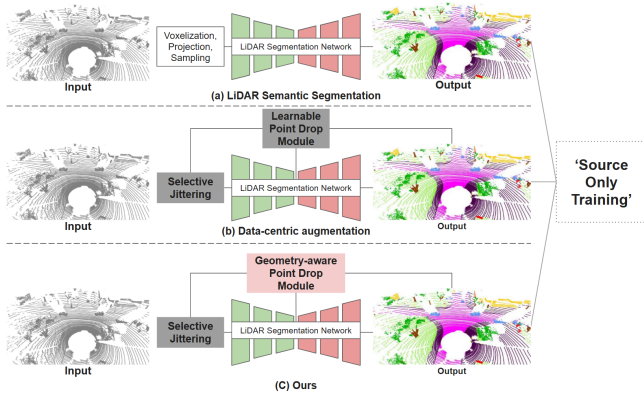 Voxelization,
Projection,
Sampling
LiDAR Segmentation Network
Input
Output
(a) LiDAR Semantic Segmentation
Learnable
Point Drop
Module
Selective
Jittering
LiDAR Segmentation Network
Input
Output
(b) Data-centric augmentation
Geometry-aware
Point Drop
Module
Selective
Jittering
LiDAR Segmentation Network
Input
Output
(C) Ours
'Source
Only
Training'